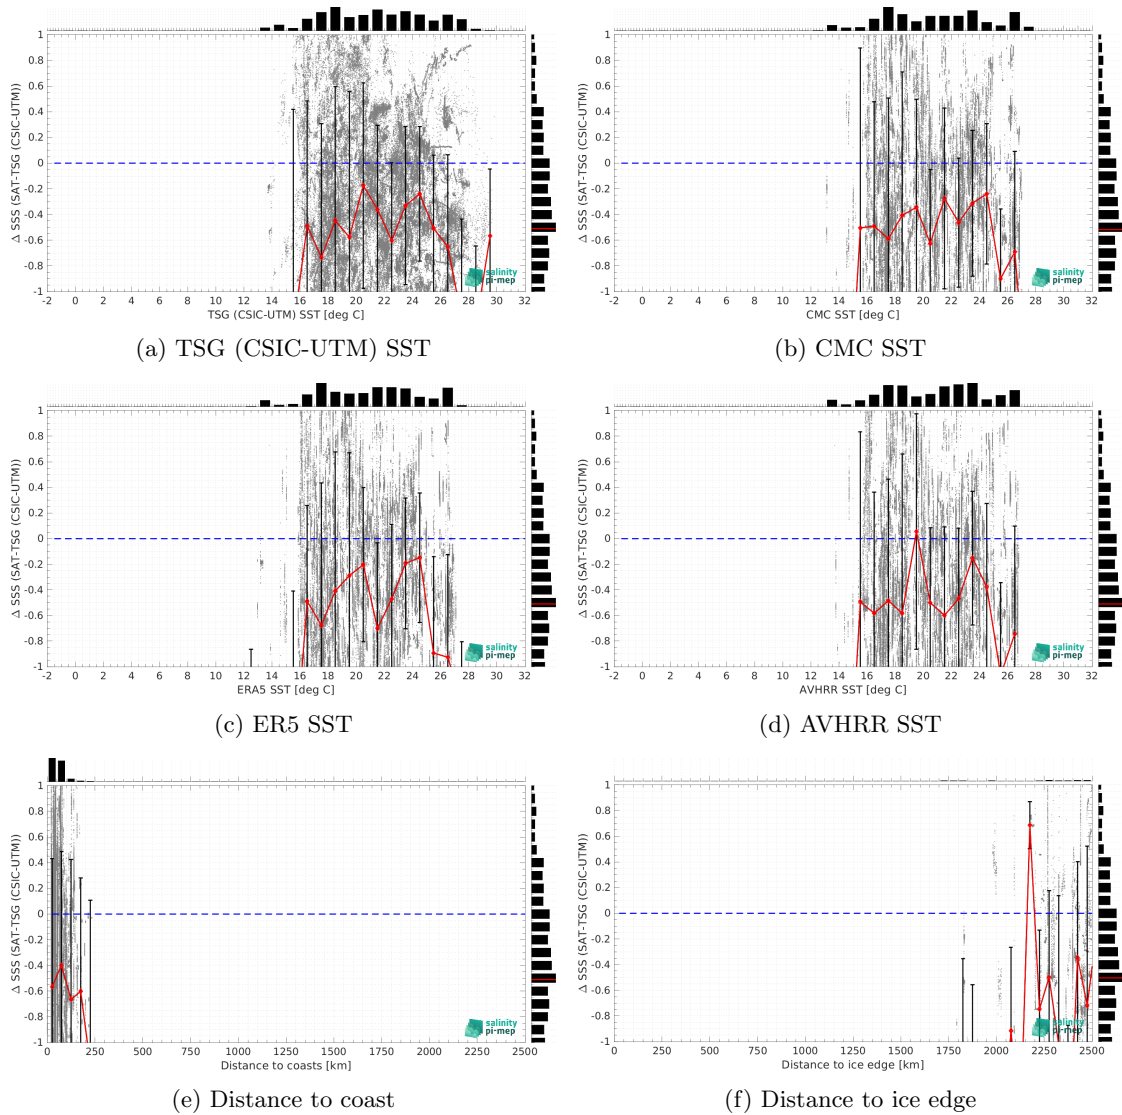 1
0.8
0.6
0.4
0.2
0
-0.2
-0.4
-0.6
-0.8
-1
Δ SSS (SAT-TSG (CSIC-UTM))
salinity
pi-mep
-2 0 2 4 6 8 10 12 14 16 18 20 22 24 26 28 30 32
TSG (CSIC-UTM) SST [deg C]
(a) TSG (CSIC-UTM) SST
1
0.8
0.6
0.4
0.2
0
-0.2
-0.4
-0.6
-0.8
-1
Δ SSS (SAT-TSG (CSIC-UTM))
salinity
pi-mep
-2 0 2 4 6 8 10 12 14 16 18 20 22 24 26 28 30 32
CMC SST [deg C]
(b) CMC SST
1
0.8
0.6
0.4
0.2
0
-0.2
-0.4
-0.6
-0.8
-1
Δ SSS (SAT-TSG (CSIC-UTM))
salinity
pi-mep
-2 0 2 4 6 8 10 12 14 16 18 20 22 24 26 28 30 32
ERA5 SST [deg C]
(c) ER5 SST
1
0.8
0.6
0.4
0.2
0
-0.2
-0.4
-0.6
-0.8
-1
Δ SSS (SAT-TSG (CSIC-UTM))
salinity
pi-mep
-2 0 2 4 6 8 10 12 14 16 18 20 22 24 26 28 30 32
AVHRR SST [deg C]
(d) AVHRR SST
1
0.8
0.6
0.4
0.2
0
-0.2
-0.4
-0.6
-0.8
-1
Δ SSS (SAT-TSG (CSIC-UTM))
salinity
pi-mep
0 250 500 750 1000 1250 1500 1750 2000 2250 2500
Distance to coasts [km]
(e) Distance to coast
1
0.8
0.6
0.4
0.2
0
-0.2
-0.4
-0.6
-0.8
-1
Δ SSS (SAT-TSG (CSIC-UTM))
salinity
pi-mep
0 250 500 750 1000 1250 1500 1750 2000 2250 2500
Distance to ice edge [km]
(f) Distance to ice edge